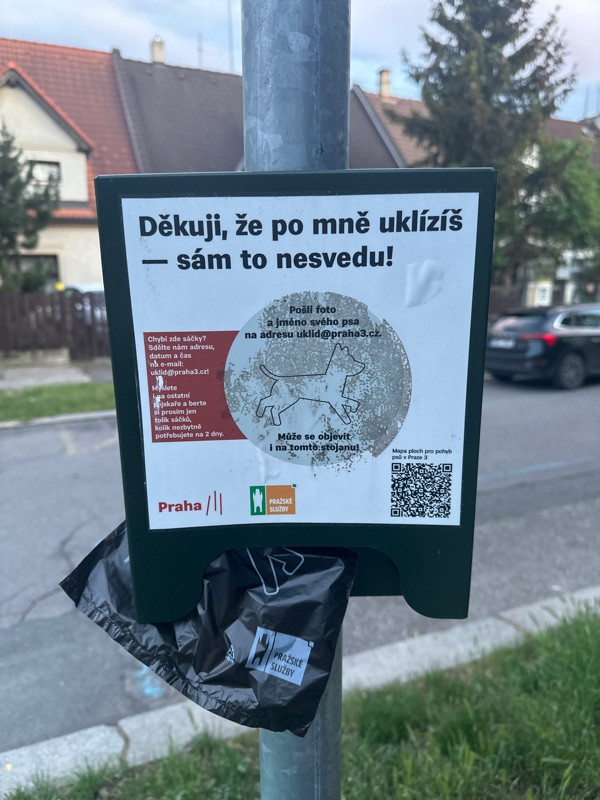 Děkuji, že po mně uklízíš
— sám to nesvedu!
Pošli foto
a jméno svého psa
na adresu uklid@praha3.cz.
Chybí zde sáčky?
Sdělte nám adresu,
datum a čas
na e-mail:
uklid@praha3.cz!
Myslete
i na ostatní
pejskaře a berte
si prosím jen
tolik sáčků,
kolik nezbytně
potřebujete na 2 dny.
Může se objevit
i na tomto stojanu!
Mapa ploch pro pohyb
psů v Praze 3
Praha
PRAŽSKÉ
SLUŽBY
PRAŽSKÉ
SLUŽBY